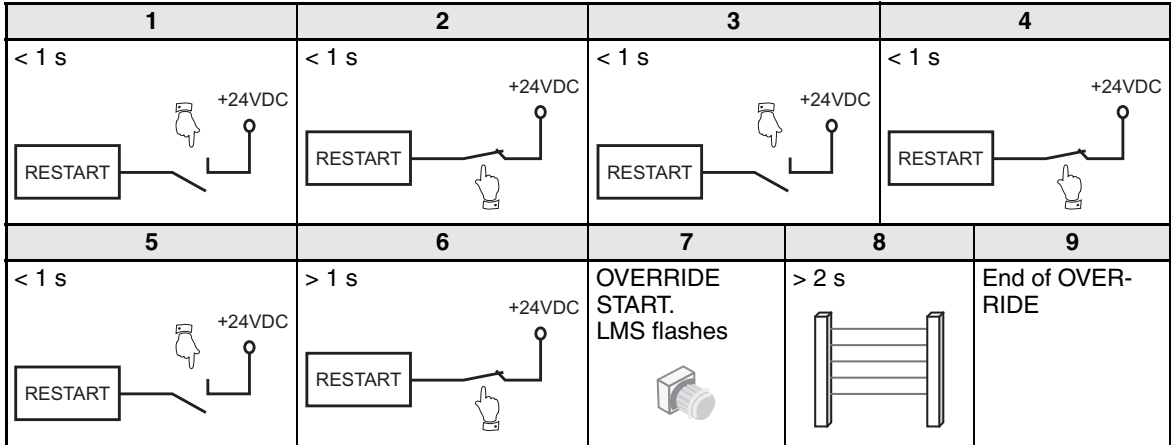 1
2
3
4
< 1 s
+24VDC
RESTART
< 1 s
+24VDC
RESTART
< 1 s
+24VDC
RESTART
< 1 s
+24VDC
RESTART
5
6
7
8
9
< 1 s
+24VDC
RESTART
> 1 s
+24VDC
RESTART
OVERRIDE
START.
LMS flashes
> 2 s
End of OVER-
RIDE